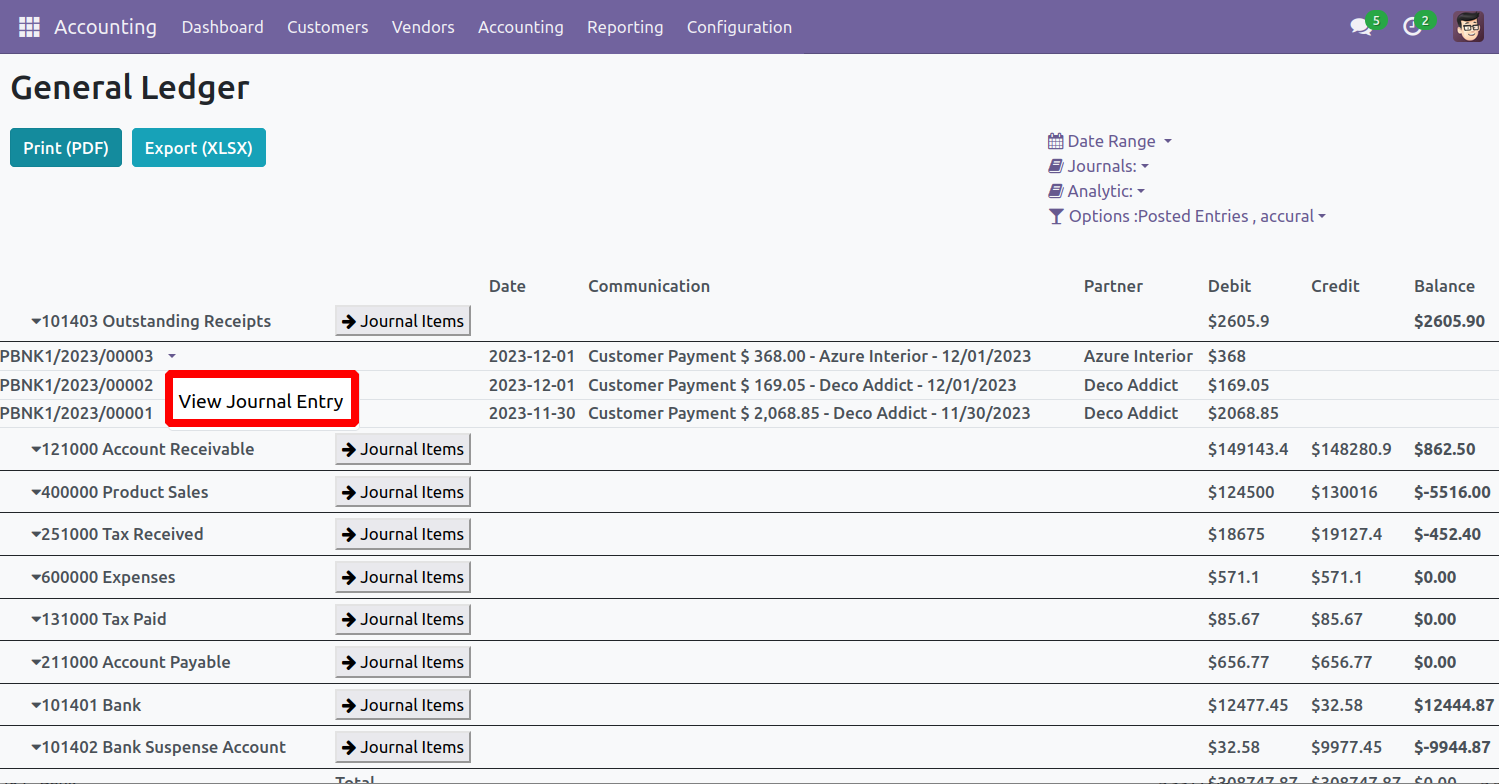 Accounting Dashboard Customers Vendors Accounting Reporting Configuration 5 2
General Ledger
Print (PDF) Export (XLSX)
Date Range
Journals:
Analytic:
Options :Posted Entries , accural
Date Communication Partner Debit Credit Balance
101403 Outstanding Receipts Journal Items $2605.9 $2605.90
PBNK1/2023/00003 2023-12-01 Customer Payment $ 368.00 - Azure Interior - 12/01/2023 Azure Interior $368
PBNK1/2023/00002 2023-12-01 Customer Payment $ 169.05 - Deco Addict - 12/01/2023 Deco Addict $169.05
View Journal Entry
PBNK1/2023/00001 2023-11-30 Customer Payment $ 2,068.85 - Deco Addict - 11/30/2023 Deco Addict $2068.85
121000 Account Receivable Journal Items $149143.4 $148280.9 $862.50
400000 Product Sales Journal Items $124500 $130016 $-5516.00
251000 Tax Received Journal Items $18675 $19127.4 $-452.40
600000 Expenses Journal Items $571.1 $571.1 $0.00
131000 Tax Paid Journal Items $85.67 $85.67 $0.00
211000 Account Payable Journal Items $656.77 $656.77 $0.00
101401 Bank Journal Items $12477.45 $32.58 $12444.87
101402 Bank Suspense Account Journal Items $32.58 $9977.45 $-9944.87
Total $308747.87 $308747.87 $0.00